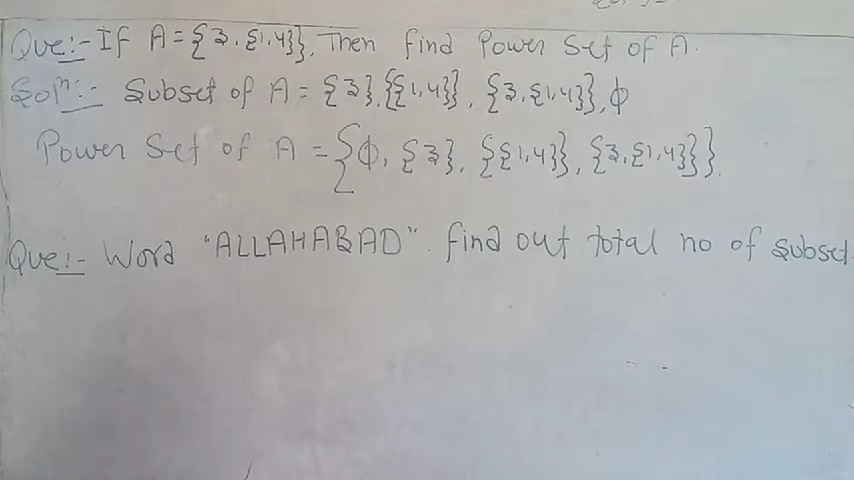 Que:- If A = {3, {1,4}}, Then find Power Set of A.
Solⁿ:- Subset of A = {3}, {{1,4}}, {3, {1,4}}, ϕ
Power Set of A = {ϕ, {3}, {{1,4}}, {3, {1,4}}}.
Que:- Word "ALLAHABAD". find out total no of subset